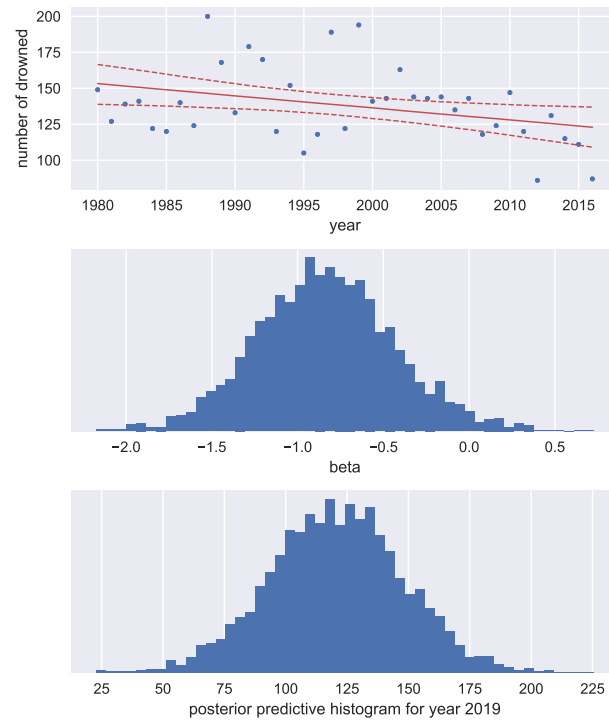 number of drowned
200
175
150
125
100
1980 1985 1990 1995 2000 2005 2010 2015
year
−2.0 −1.5 −1.0 −0.5 0.0 0.5
beta
25 50 75 100 125 150 175 200 225
posterior predictive histogram for year 2019